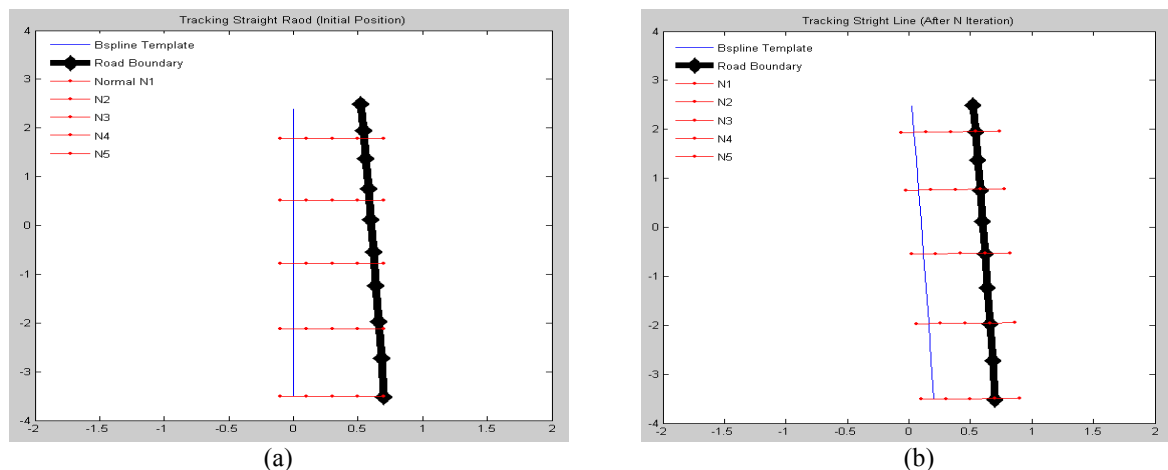 Tracking Straight Raod (Initial Position)
4
3
2
1
0
-1
-2
-3
-4
-2
-1.5
-1
-0.5
0
0.5
1
1.5
2
Bspline Template
Road Boundary
Normal N1
N2
N3
N4
N5
(a)
Tracking Stright Line (After N Iteration)
4
3
2
1
0
-1
-2
-3
-4
-2
-1.5
-1
-0.5
0
0.5
1
1.5
2
Bspline Template
Road Boundary
N1
N2
N3
N4
N5
(b)